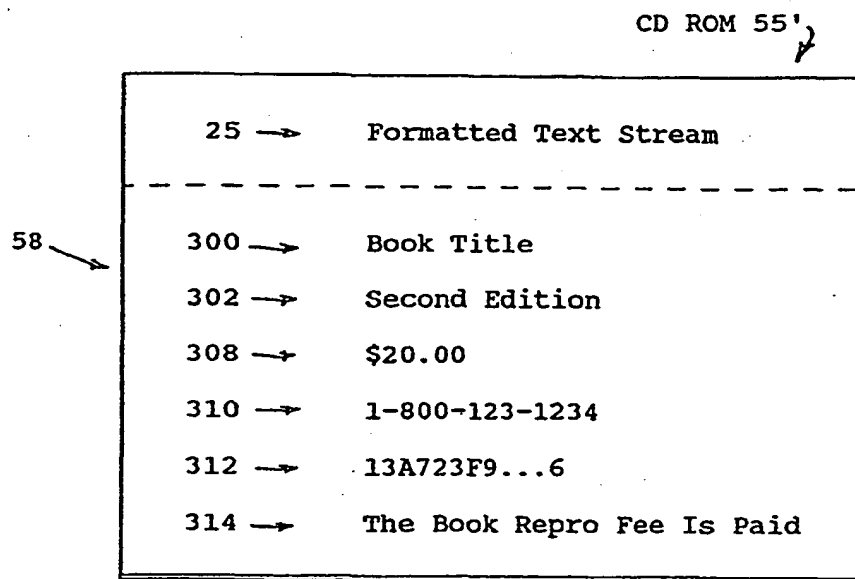 CD ROM 55'
25 Formatted Text Stream
58
300 Book Title
302 Second Edition
308 $20.00
310 1-800-123-1234
312 13A723F9...6
314 The Book Repro Fee Is Paid